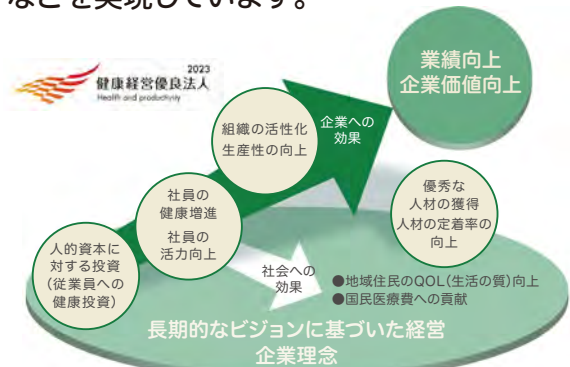 などを実現しています。
2023
健康経営優良法人
Health and productivity
業績向上
企業価値向上
組織の活性化
生産性の向上
企業への
効果
社員の
健康増進
社員の
活力向上
優秀な
人材の獲得
人材の定着率の
向上
人的資本に
対する投資
(従業員への
健康投資)
社会への
効果
●地域住民のQOL(生活の質)向上
●国民医療費への貢献
長期的なビジョンに基づいた経営
企業理念